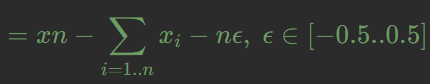 = xn − ∑_{i=1..n} x_i − nϵ, ϵ ∈ [−0.5..0.5]